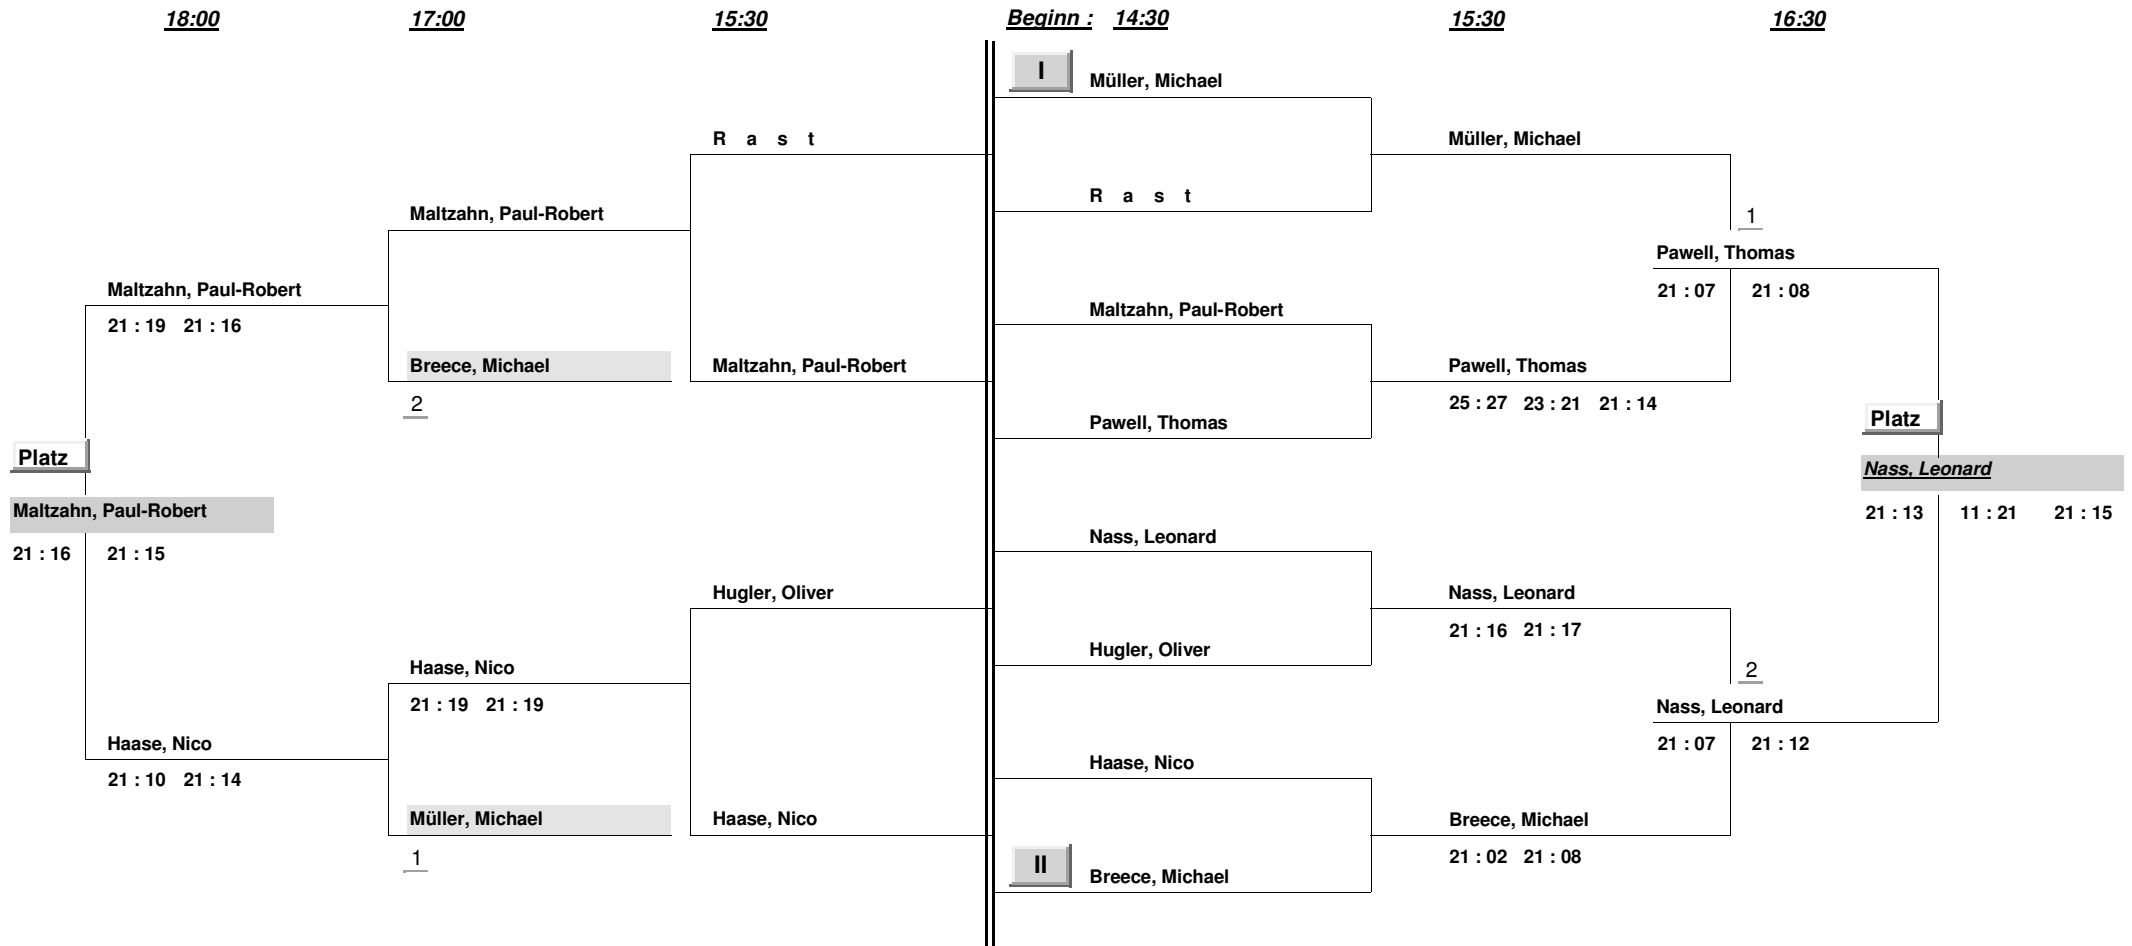 18:00 17:00 15:30 Beginn : 14:30 15:30 16:30
I
Müller, Michael
R a s t Müller, Michael
R a s t
Maltzahn, Paul-Robert 1
Pawell, Thomas
Maltzahn, Paul-Robert 21 : 07 21 : 08
Maltzahn, Paul-Robert
21 : 19 21 : 16
Breece, Michael Maltzahn, Paul-Robert Pawell, Thomas
2 25 : 27 23 : 21 21 : 14
Pawell, Thomas Platz
Platz
Nass, Leonard
Maltzahn, Paul-Robert 21 : 13 11 : 21 21 : 15
Nass, Leonard
21 : 16 21 : 15
Hugler, Oliver Nass, Leonard
21 : 16 21 : 17
Hugler, Oliver
Haase, Nico 2
21 : 19 21 : 19 Nass, Leonard
Haase, Nico 21 : 07 21 : 12
Haase, Nico
21 : 10 21 : 14
Müller, Michael Haase, Nico Breece, Michael
1 21 : 02 21 : 08
II
Breece, Michael